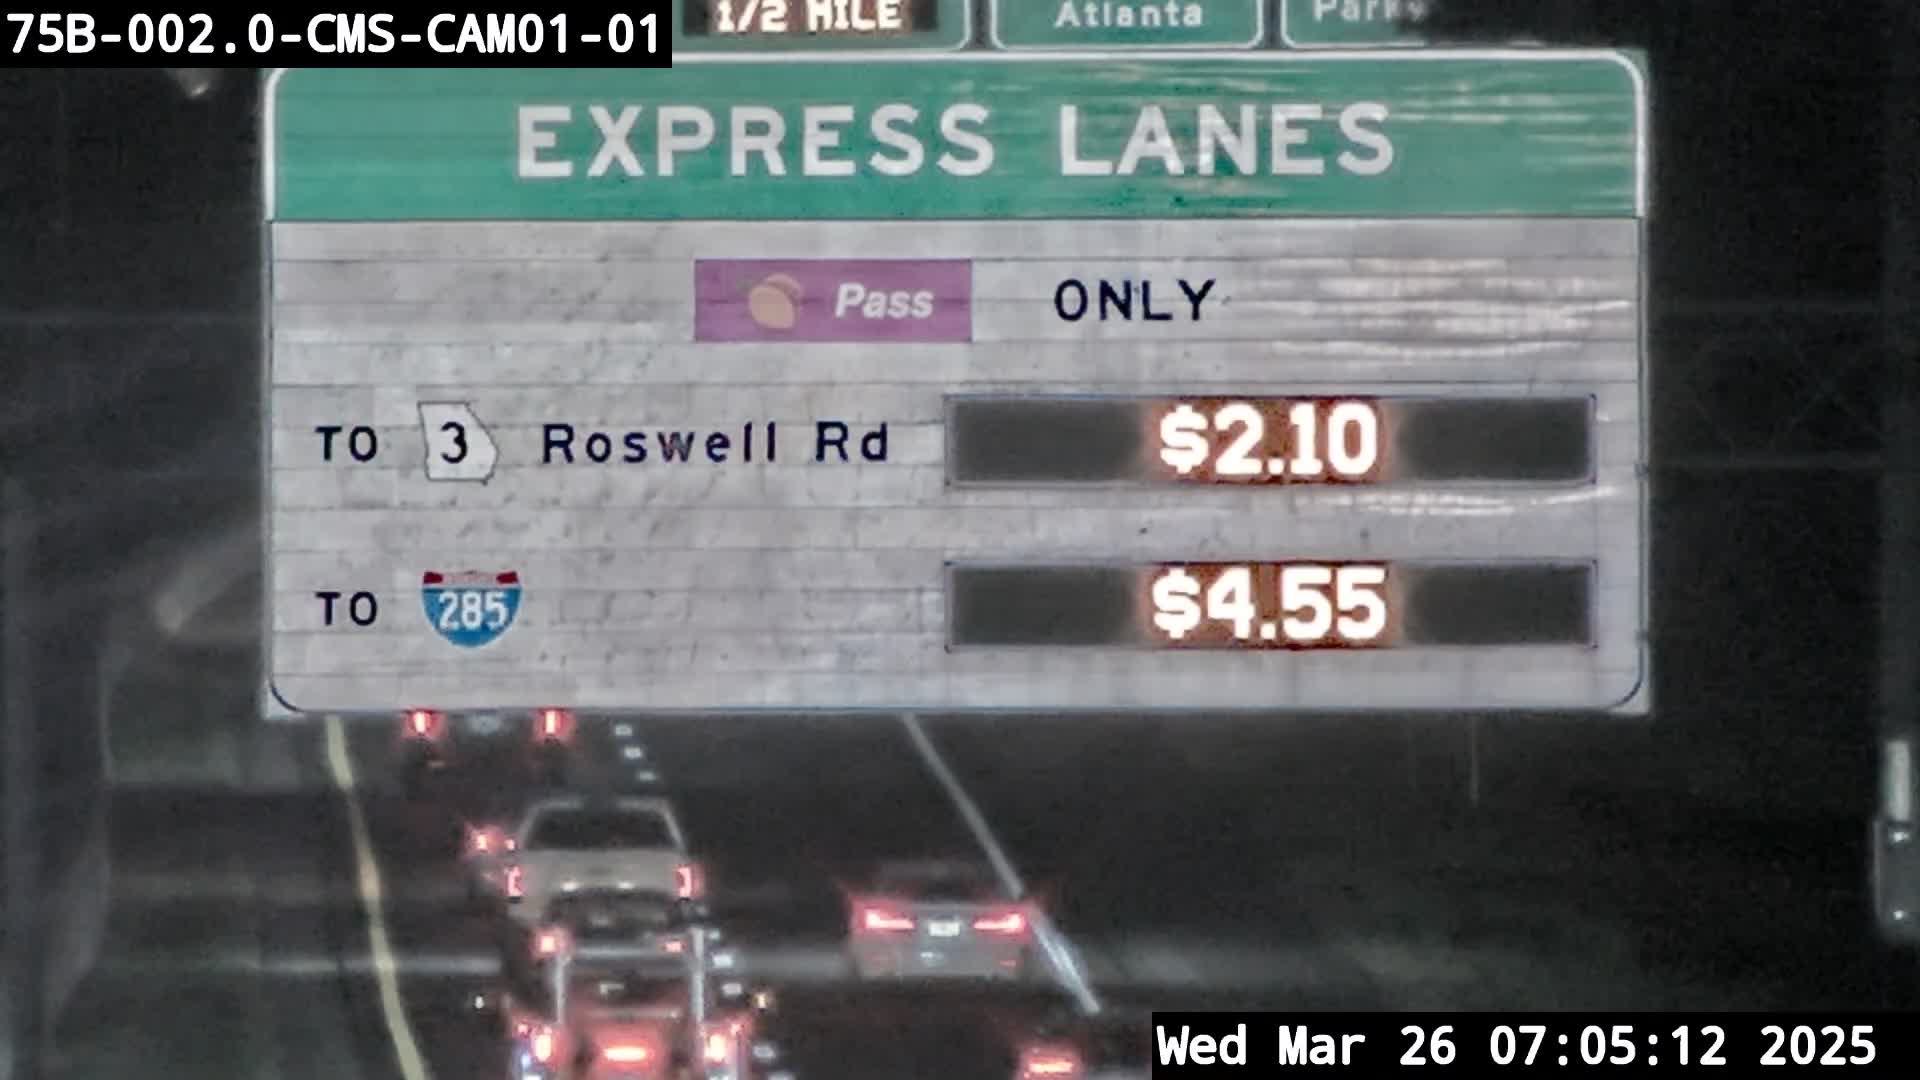 75B-002.0-CMS-CAM01-01
1/2 MILE
Atlanta
EXPRESS LANES
Pass ONLY
TO 3 Roswell Rd $2.10
TO 285 $4.55
Wed Mar 26 07:05:12 2025